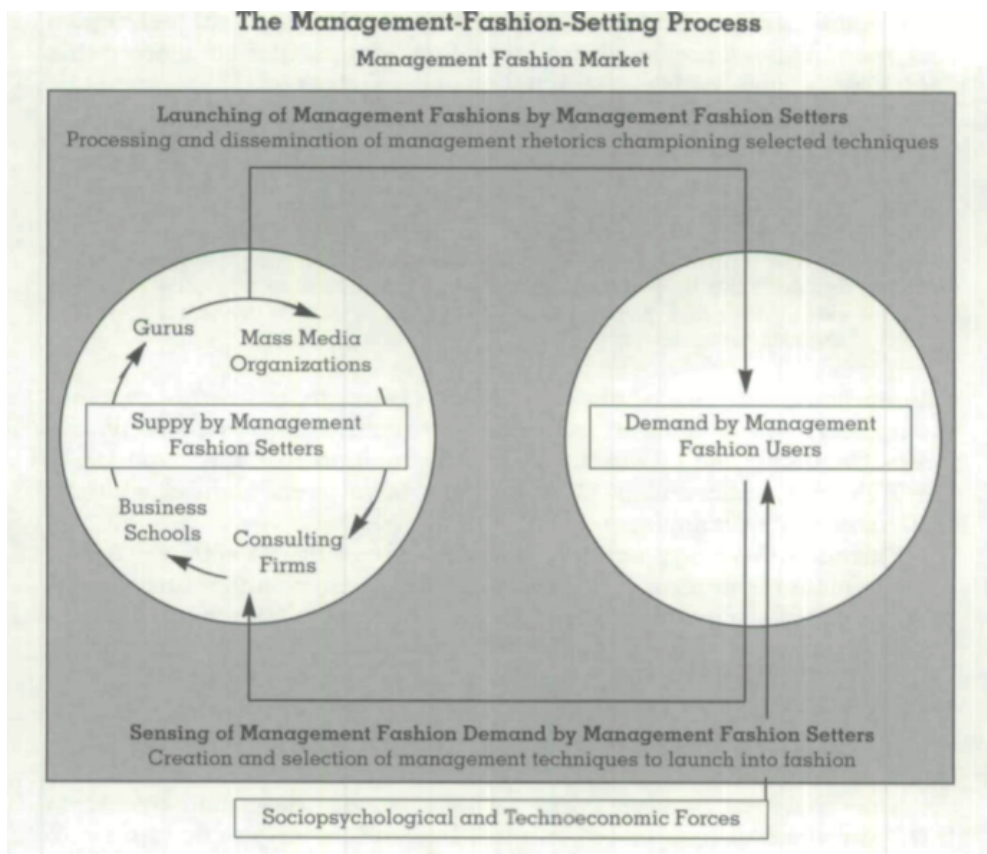 The Management-Fashion-Setting Process
Management Fashion Market
Launching of Management Fashions by Management Fashion Setters
Processing and dissemination of management rhetorics championing selected techniques
Gurus
Mass Media
Organizations
Suppy by Management
Fashion Setters
Business
Schools
Consulting
Firms
Demand by Management
Fashion Users
Sensing of Management Fashion Demand by Management Fashion Setters
Creation and selection of management techniques to launch into fashion
Sociopsychological and Technoeconomic Forces